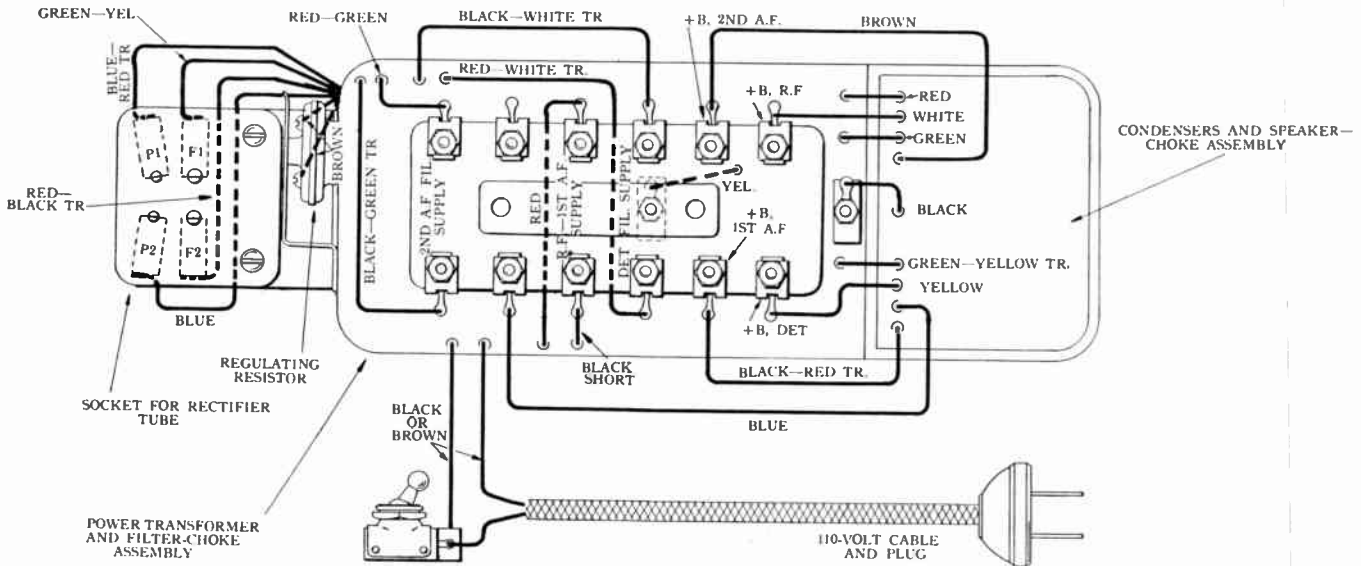 GREEN—YEL
RED—GREEN
BLACK—WHITE TR
+B, 2ND A.F.
BROWN
BLUE—
RED TR
RED—WHITE TR.
+B, R.F
RED
WHITE
GREEN
CONDENSERS AND SPEAKER—
CHOKE ASSEMBLY
P1
F1
BROWN
RED—
BLACK TR
BLACK—GREEN TR
2ND A.F FIL
SUPPLY
RED
R.F—1ST A.F
SUPPLY
DET FIL. SUPPLY
YEL.
BLACK
P2
F2
+B,
1ST A.F
GREEN—YELLOW TR.
YELLOW
BLUE
+B, DET
REGULATING
RESISTOR
BLACK
SHORT
BLACK—RED TR.
SOCKET FOR RECTIFIER
TUBE
BLACK
OR
BROWN
BLUE
POWER TRANSFORMER
AND FILTER-CHOKE
ASSEMBLY
110-VOLT CABLE
AND PLUG